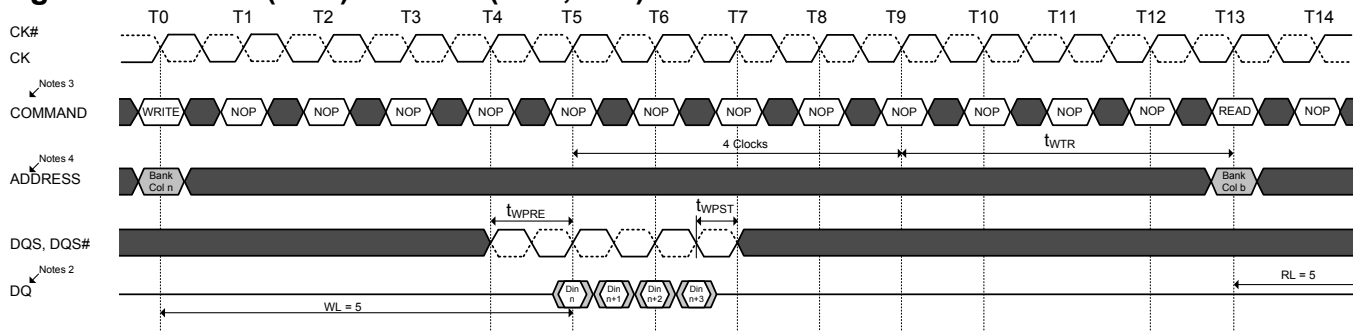 T0 T1 T2 T3 T4 T5 T6 T7 T8 T9 T10 T11 T12 T13 T14
CK#
CK
Notes 3
COMMAND
WRITE NOP NOP NOP NOP NOP NOP NOP NOP NOP NOP NOP NOP READ NOP
4 Clocks tWTR
Notes 4
ADDRESS
Bank Bank
Col n Col b
tWPRE tWPST
DQS, DQS#
Notes 2
DQ
Din Din Din Din
n n+1 n+2 n+3
RL = 5
WL = 5